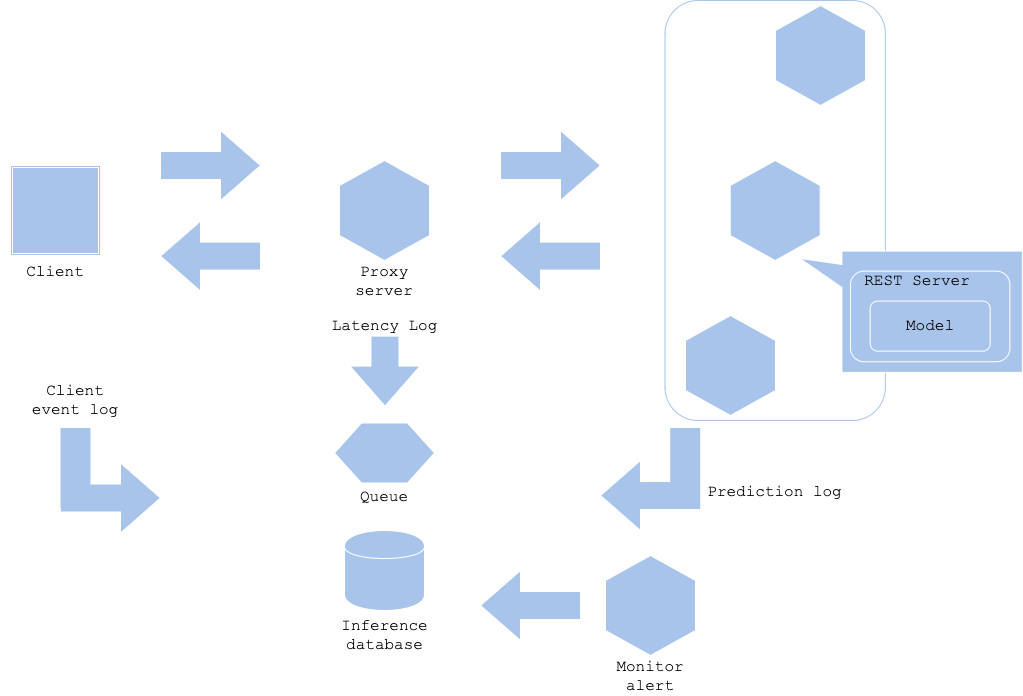 Client
Proxy
server
REST Server
Model
Latency Log
Client
event log
Queue
Prediction log
Inference
database
Monitor
alert